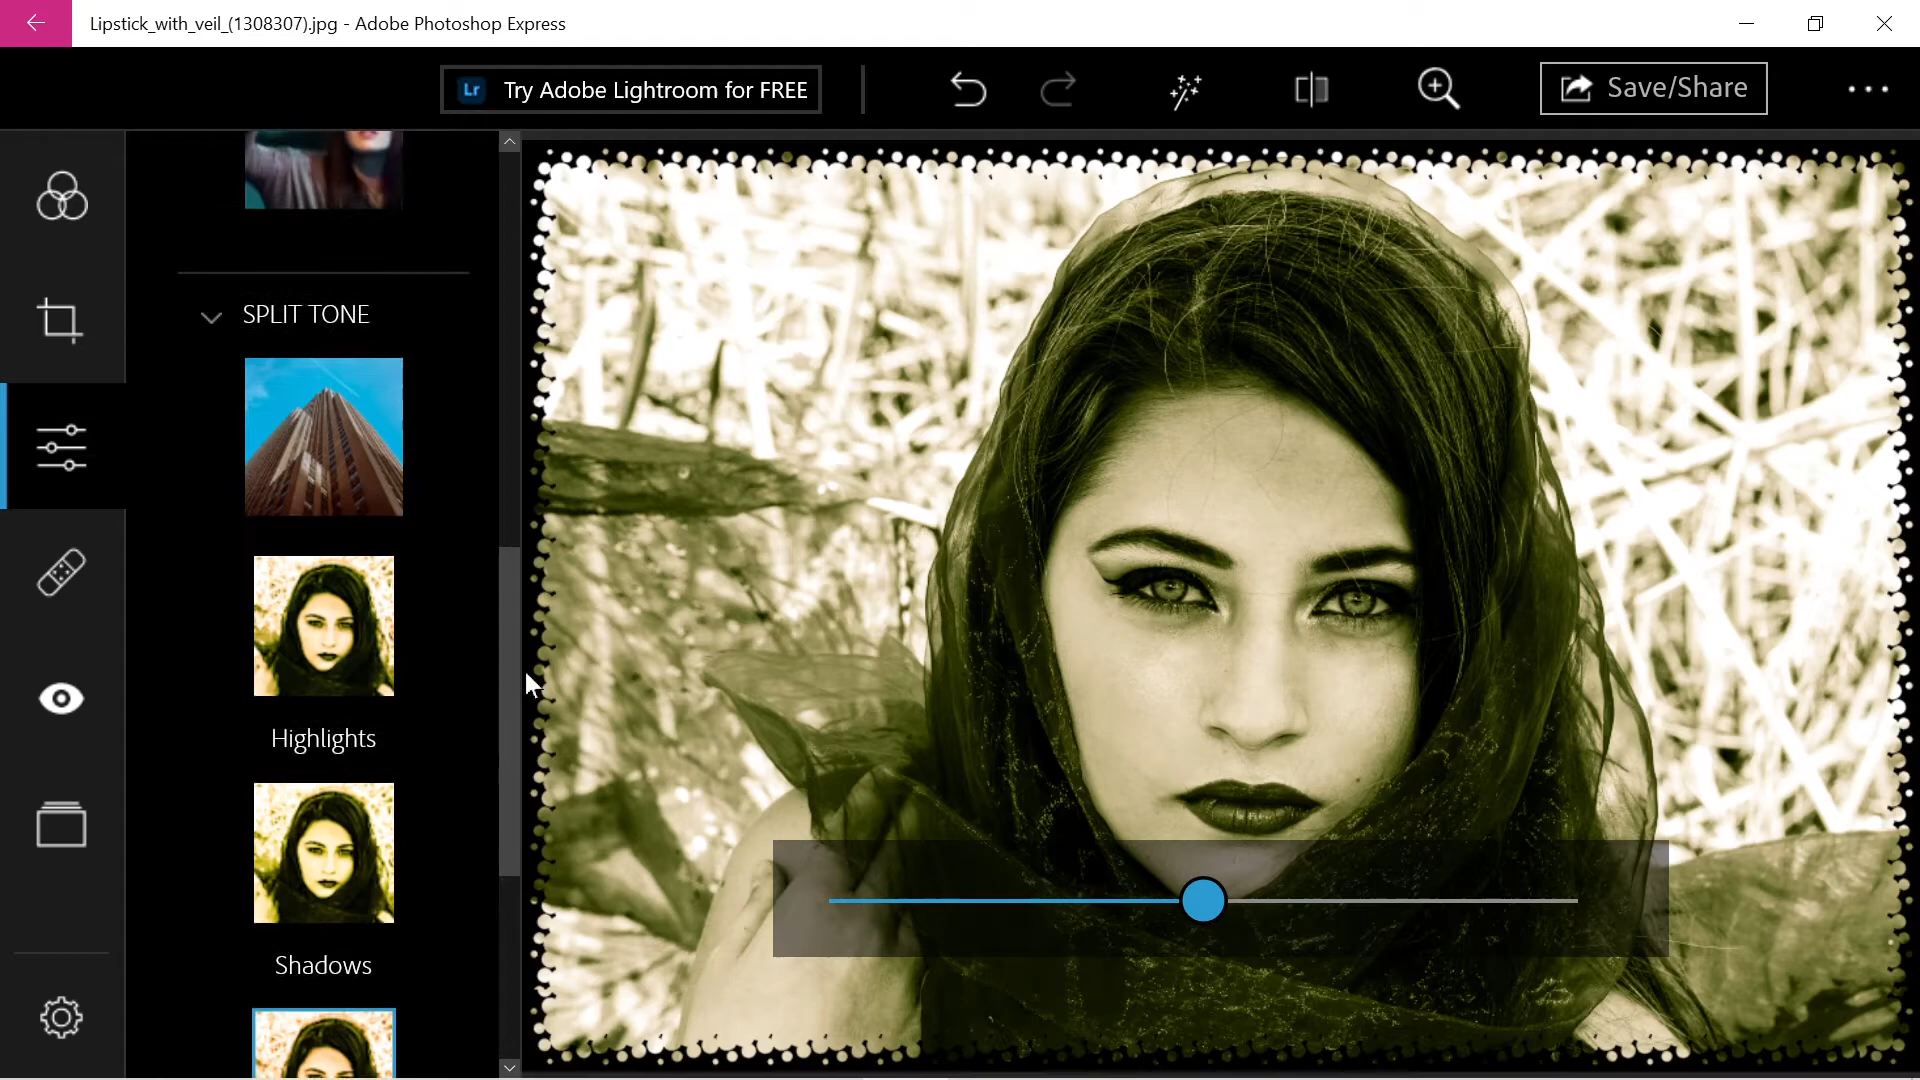 Lipstick_with_veil_(1308307).jpg - Adobe Photoshop Express
Lr Try Adobe Lightroom for FREE
Save/Share
SPLIT TONE
Highlights
Shadows